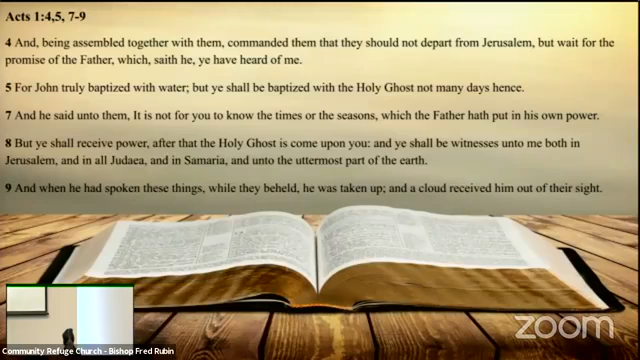 Acts 1:4,5, 7-9
4 And, being assembled together with them, commanded them that they should not depart from Jerusalem, but wait for the
promise of the Father, which, saith he, ye have heard of me.
5 For John truly baptized with water; but ye shall be baptized with the Holy Ghost not many days hence.
7 And he said unto them, It is not for you to know the times or the seasons, which the Father hath put in his own power.
8 But ye shall receive power, after that the Holy Ghost is come upon you: and ye shall be witnesses unto me both in
Jerusalem, and in all Judaea, and in Samaria, and unto the uttermost part of the earth.
9 And when he had spoken these things, while they beheld, he was taken up; and a cloud received him out of their sight.
Community Refuge Church - Bishop Fred Rubin
zoom